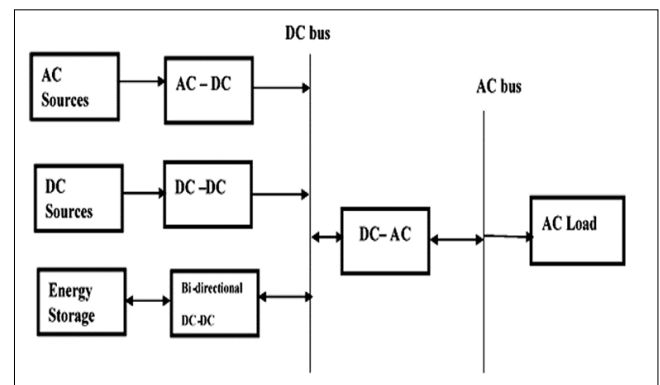 DC bus
AC
Sources
AC – DC
AC bus
DC
Sources
DC –DC
DC– AC
AC Load
Energy
Storage
Bi-directional
DC-DC